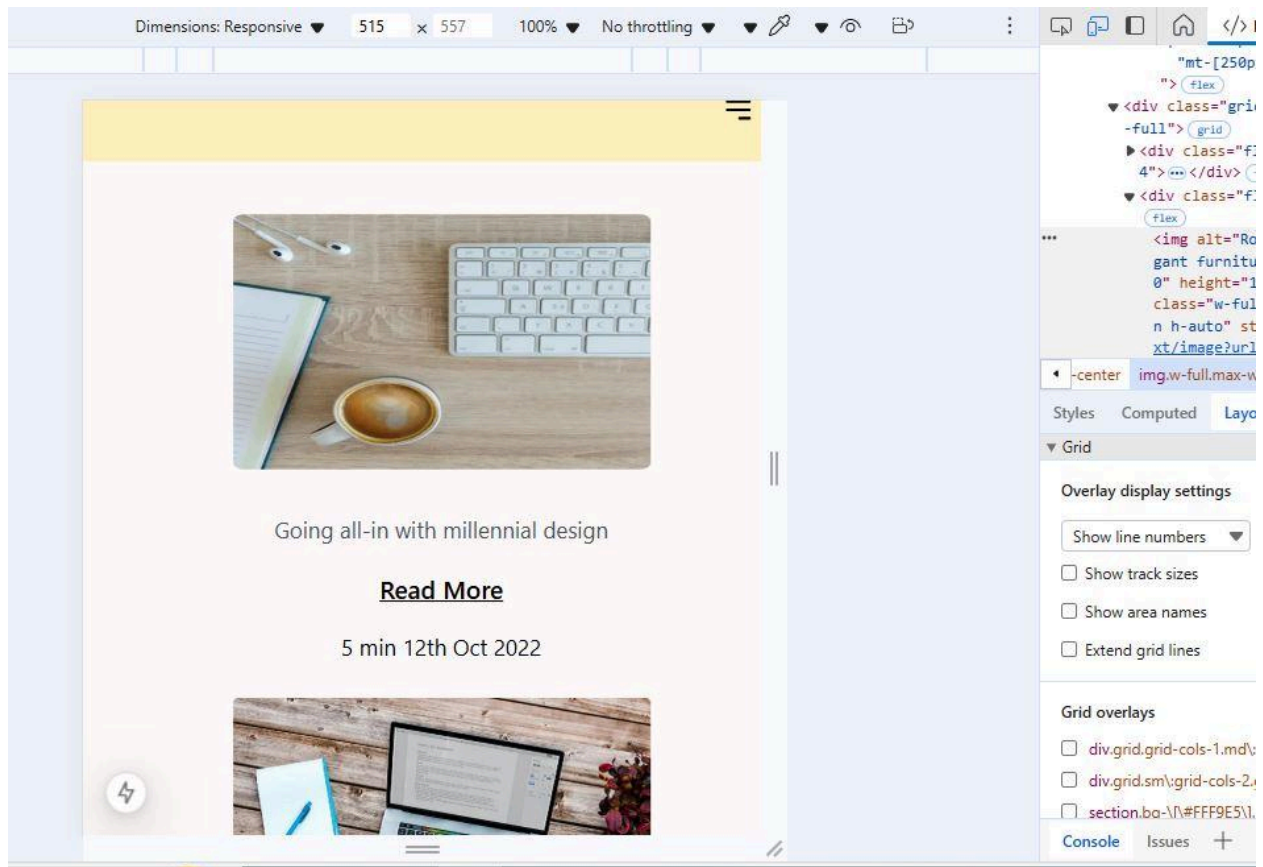 Dimensions: Responsive 515 × 557 100% No throttling
</>
"mt-[250p
"> flex
<div class="gri
-full"> grid
<div class="f
4"> ••• </div>
<div class="f
flex
••• <img alt="Ro
gant furnitu
0" height="1
class="w-ful
n h-auto" st
xt/image?url
-center img.w-full.max-w
Styles Computed Layo
Grid
Overlay display settings
Show line numbers
Show track sizes
Show area names
Extend grid lines
Grid overlays
div.grid.grid-cols-1.md\:
div.grid.sm\:grid-cols-2.
section.bg-\[\#FFF9E5\].
Console Issues +
Going all-in with millennial design
Read More
5 min 12th Oct 2022